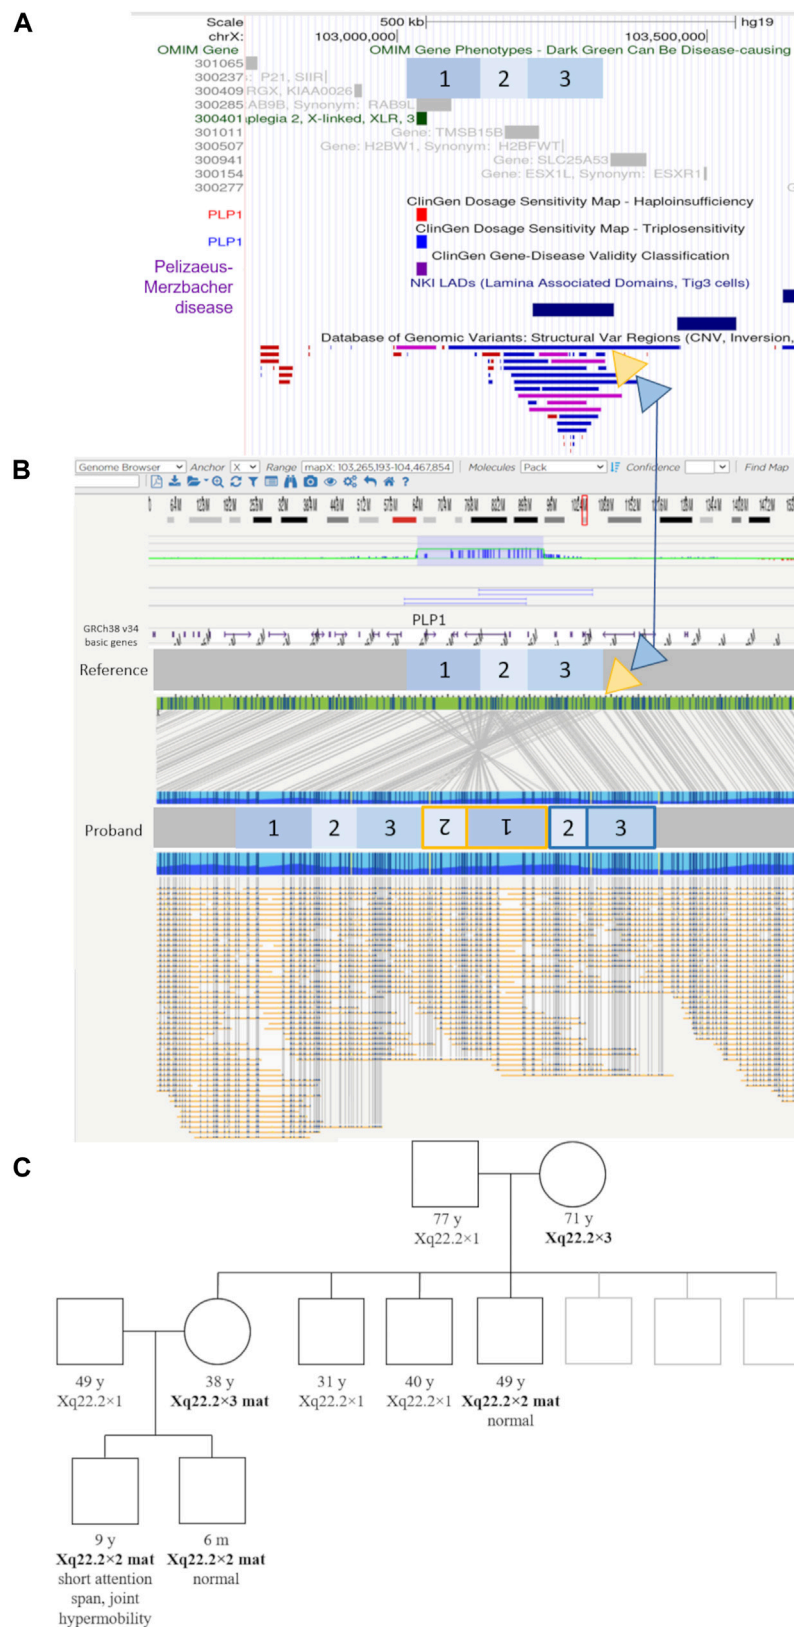 A
Scale
500 kb
hg19
chrX:
103,000,000
103,500,000
OMIM Gene
OMIM Gene Phenotypes - Dark Green Can Be Disease-causing
301065
300237
: P21, SIIR
300409
RGX, KIAA0026
300285
AB9B, Synonym: RAB9L
300401
plegia 2, X-linked, XLR, 3
301011
Gene: TMSB15B
300507
Gene: H2BW1, Synonym: H2BFWT
300941
Gene: SLC25A53
300154
Gene: ESX1L, Synonym: ESXR1
300277
1 2 3
ClinGen Dosage Sensitivity Map - Haploinsufficiency
PLP1
ClinGen Dosage Sensitivity Map - Triplosensitivity
PLP1
ClinGen Gene-Disease Validity Classification
Pelizaeus-
Merzbacher
disease
NKI LADs (Lamina Associated Domains, Tig3 cells)
Database of Genomic Variants: Structural Var Regions (CNV, Inversion,
B
Genome Browser Anchor X Range mapX: 103,265,193-104,467,854 Molecules Pack Confidence Find Map
PLP1
GRCh38 v34
basic genes
Reference
1 2 3
Proband
1 2 3 2 1 2 3
C
77 y
Xq22.2×1
71 y
Xq22.2×3
49 y
Xq22.2×1
38 y
Xq22.2×3 mat
31 y
Xq22.2×1
40 y
Xq22.2×1
49 y
Xq22.2×2 mat
normal
9 y
Xq22.2×2 mat
short attention
span, joint
hypermobility
6 m
Xq22.2×2 mat
normal